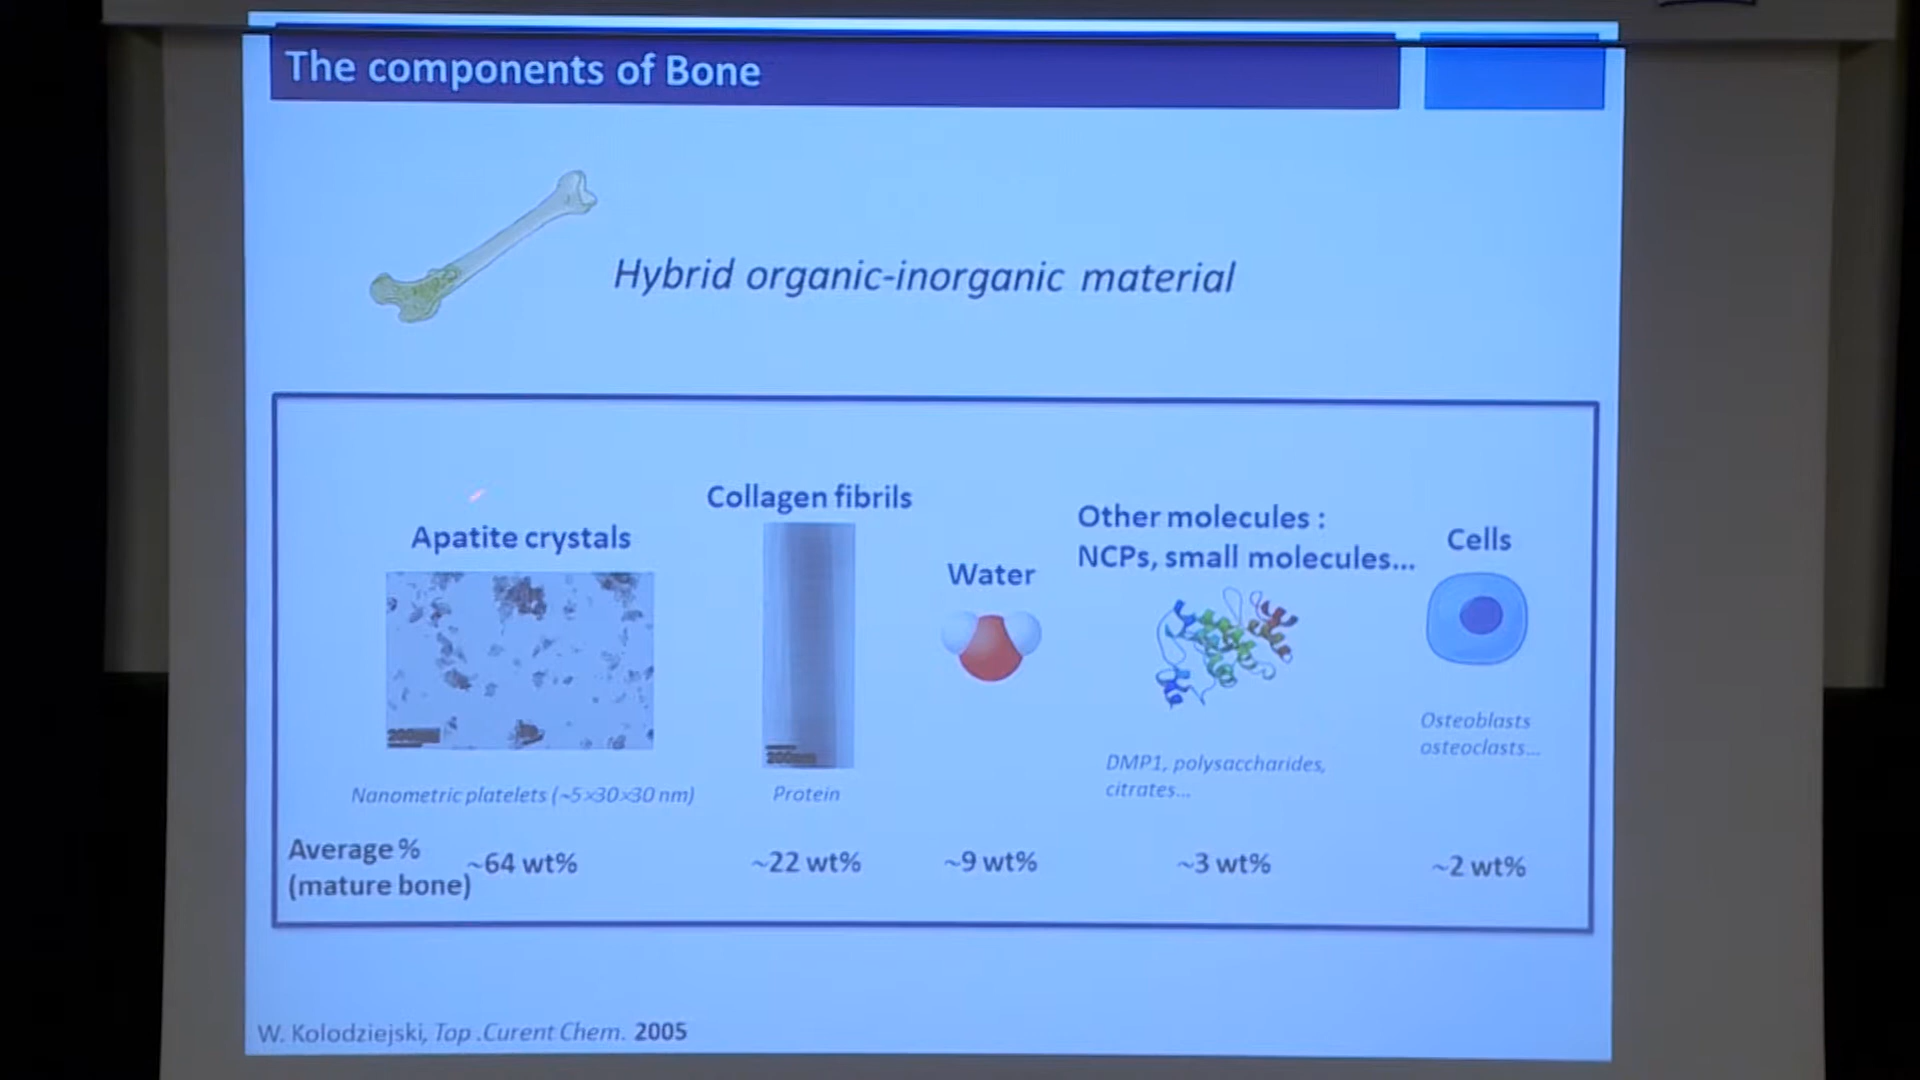 The components of Bone
Hybrid organic-inorganic material
Apatite crystals
Collagen fibrils
Water
Other molecules :
NCPs, small molecules...
Cells
200nm
200nm
Nanometric platelets (~5×30×30 nm)
Protein
DMP1, polysaccharides,
citrates...
Osteoblasts
osteoclasts...
Average %
(mature bone)
~64 wt%
~22 wt%
~9 wt%
~3 wt%
~2 wt%
W. Kolodziejski, Top .Curent Chem. 2005